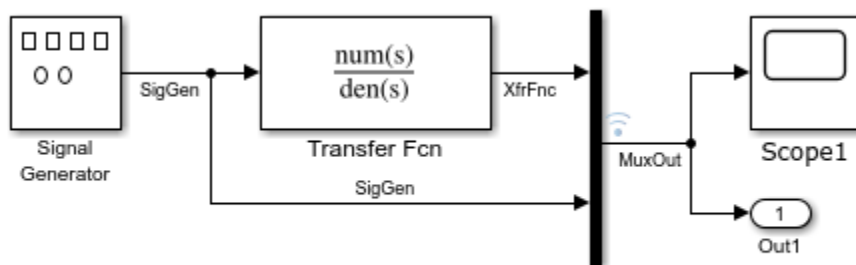 num(s)
den(s)
SigGen
XfrFnc
Signal
Generator
Transfer Fcn
MuxOut
Scope1
SigGen
1
Out1